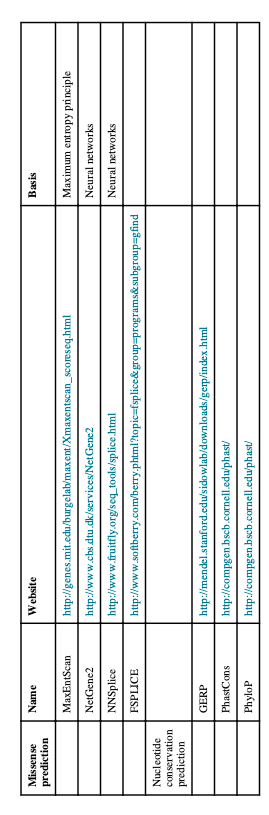 Missense prediction Name Website Basis
MaxEntScan http://genes.mit.edu/burgelab/maxent/Xmaxentscan_scoreseq.html Maximum entropy principle
NetGene2 http://www.cbs.dtu.dk/services/NetGene2 Neural networks
NNSplice http://www.fruitfly.org/seq_tools/splice.html Neural networks
FSPLICE http://www.softberry.com/berry.phtml?topic=fsplice&group=programs&subgroup=gfind
Nucleotide conservation prediction
GERP http://mendel.stanford.edu/sidowlab/downloads/gerp/index.html
PhastCons http://compgen.bscb.cornell.edu/phast/
PhyloP http://compgen.bscb.cornell.edu/phast/